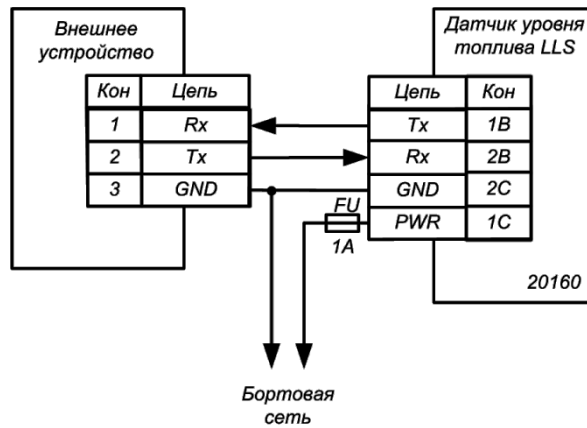 Внешнее
устройство
Кон Цепь
1 Rx
2 Tx
3 GND
Датчик уровня
топлива LLS
Цепь Кон
Tx 1B
Rx 2B
GND 2C
PWR 1C
FU
1A
20160
Бортовая
сеть